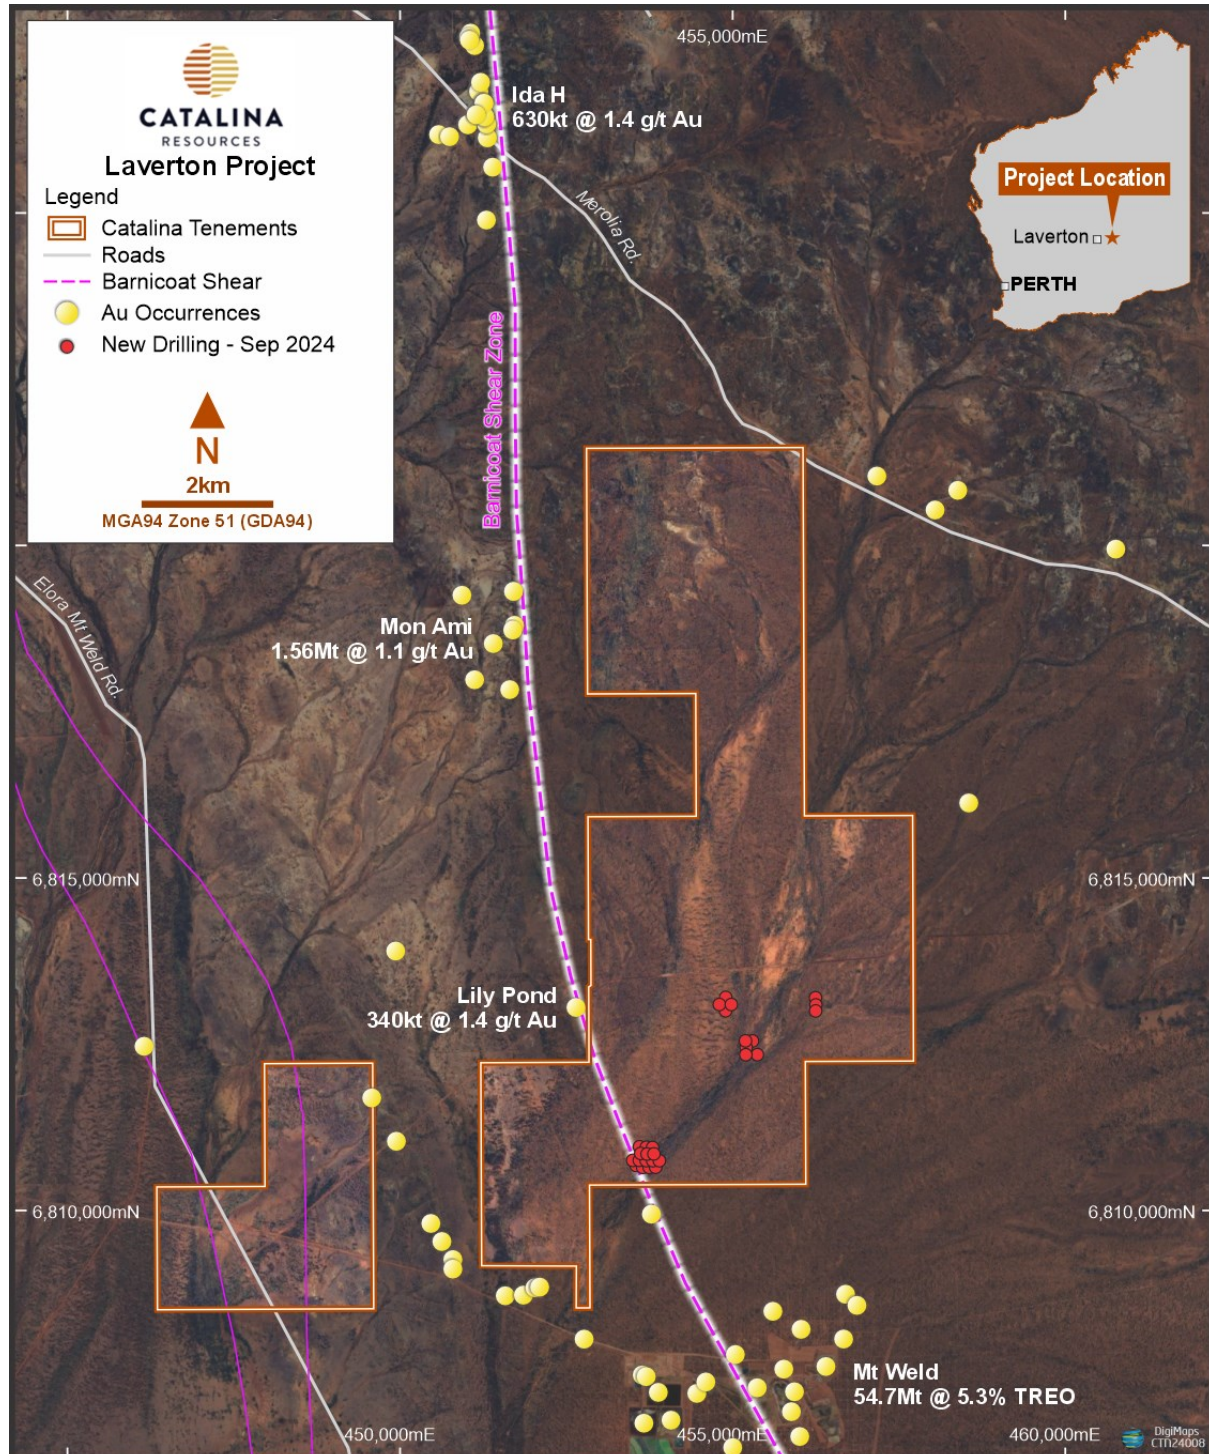 CATALINA
RESOURCES
Laverton Project
Legend
Catalina Tenements
Roads
Barnicoat Shear
Au Occurrences
New Drilling - Sep 2024
N
2km
MGA94 Zone 51 (GDA94)
455,000mE
Ida H
630kt @ 1.4 g/t Au
Merolia Rd.
Project Location
Laverton
PERTH
Barnicoat Shear Zone
Elora Mt Weld Rd.
Mon Ami
1.56Mt @ 1.1 g/t Au
6,815,000mN
6,815,000mN
Lily Pond
340kt @ 1.4 g/t Au
6,810,000mN
6,810,000mN
Mt Weld
54.7Mt @ 5.3% TREO
450,000mE
455,000mE
460,000mE
DigiMaps
CTN24008